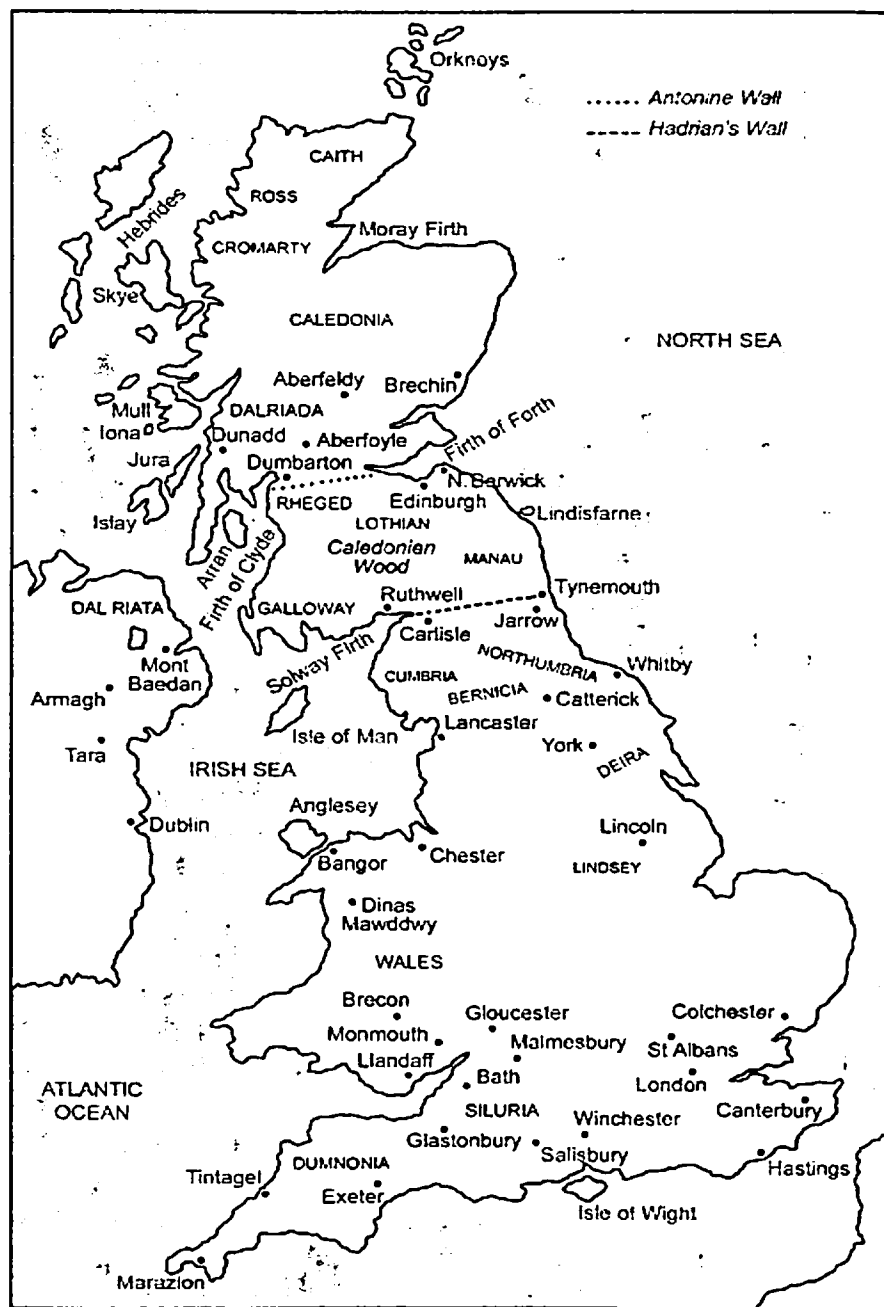 Orknoys
Antonine Wall
Hadrian's Wall
CAITH
ROSS
Hebrides
Moray Firth
CROMARTY
Skye
CALEDONIA
NORTH SEA
Aberfeldy
Brechin
Mull
DALRIADA
Iona
Dunadd
Aberfoyle
Firth of Forth
Jura
Dumbarton
N. Berwick
RHEGED
Edinburgh
Islay
Lindisfarne
LOTHIAN
Arran
Caledonian
Wood
MANAU
Firth of Clyde
Tynemouth
DAL RIATA
GALLOWAY
Ruthwell
Jarrow
Carlisle
Mont
Baedan
Solway Firth
NORTHUMBRIA
Whitby
CUMBRIA
Armagh
BERNICIA
Catterick
Isle of Man
Lancaster
Tara
York
DEIRA
IRISH SEA
Anglesey
Dublin
Lincoln
Bangor
Chester
LINDSEY
Dinas
Mawddwy
WALES
Brecon
Gloucester
Colchester
Monmouth
Malmesbury
St Albans
Llandaff
Bath
London
ATLANTIC
OCEAN
SILURIA
Winchester
Canterbury
Glastonbury
Salisbury
Hastings
DUMNONIA
Tintagel
Exeter
Isle of Wight
Marazion